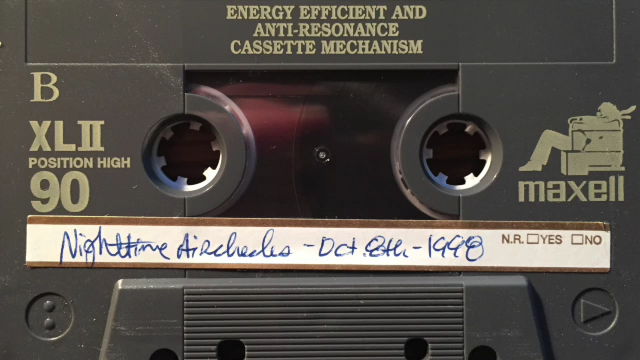 ENERGY EFFICIENT AND
ANTI-RESONANCE
CASSETTE MECHANISM
B
XLII
POSITION HIGH
90
maxell
Nighttime Airchecks - Oct. 8th - 1998
N.R. □YES □NO